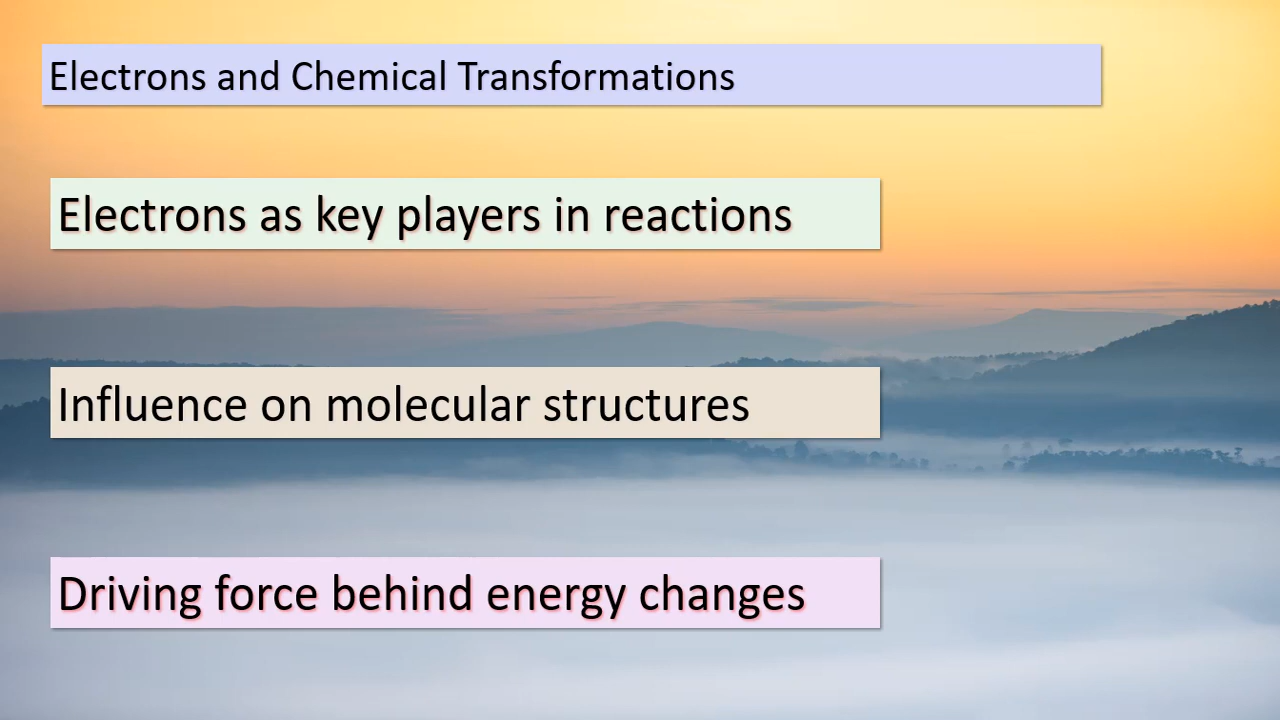 Electrons and Chemical Transformations
Electrons as key players in reactions
Influence on molecular structures
Driving force behind energy changes